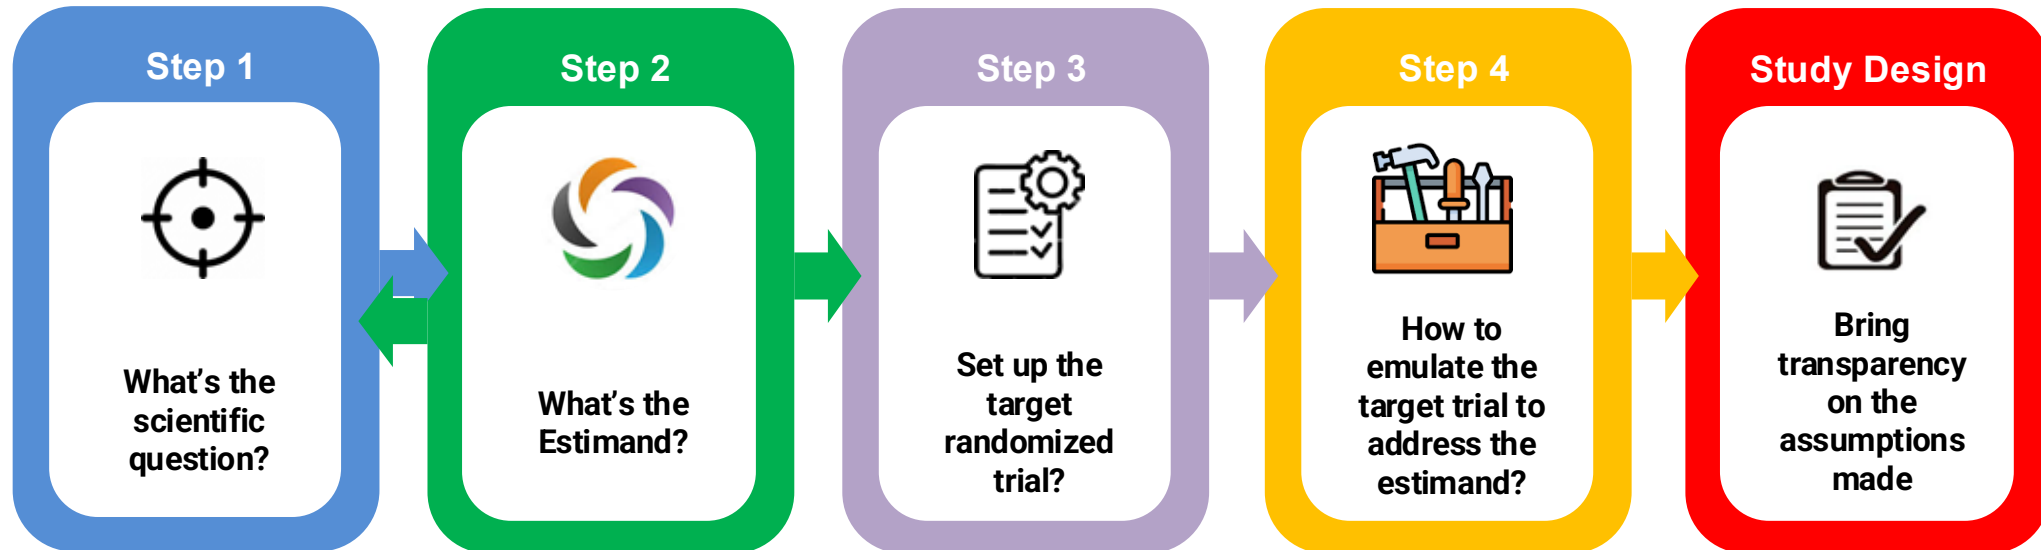 Step 1
What’s the
scientific
question?
Step 2
What’s the
Estimand?
Step 3
Set up the
target
randomized
trial?
Step 4
How to
emulate the
target trial to
address the
estimand?
Study Design
Bring
transparency
on the
assumptions
made